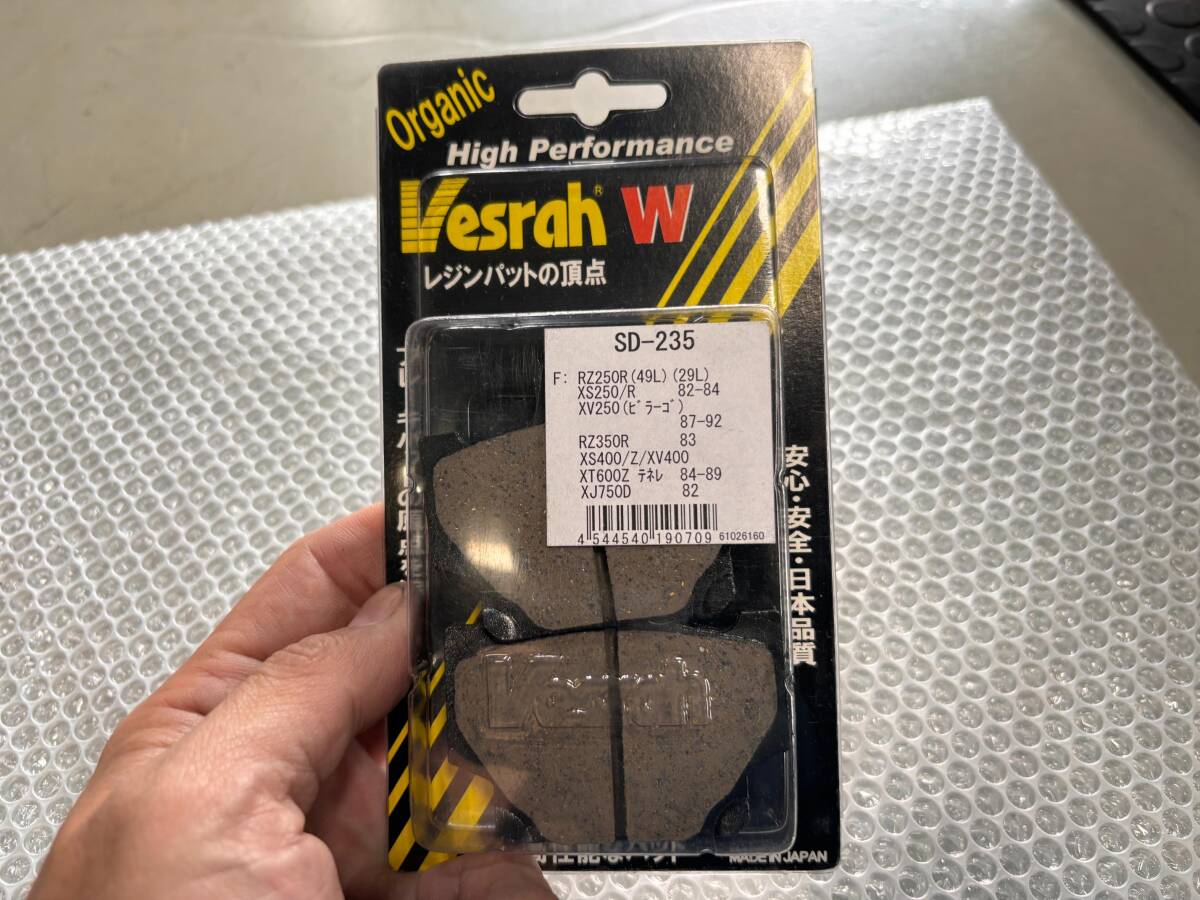 Organic
High Performance
Vesrah® W
レジンパットの頂点
SD-235
F: RZ250R(49L)(29L)
XS250/R 82-84
XV250(ビラーゴ)
87-92
RZ350R 83
XS400/Z/XV400
XT600Z テネレ 84-89
XJ750D 82
4 544540 190709 61026160
安心・安全・日本品質
Vesrah
MADE IN JAPAN